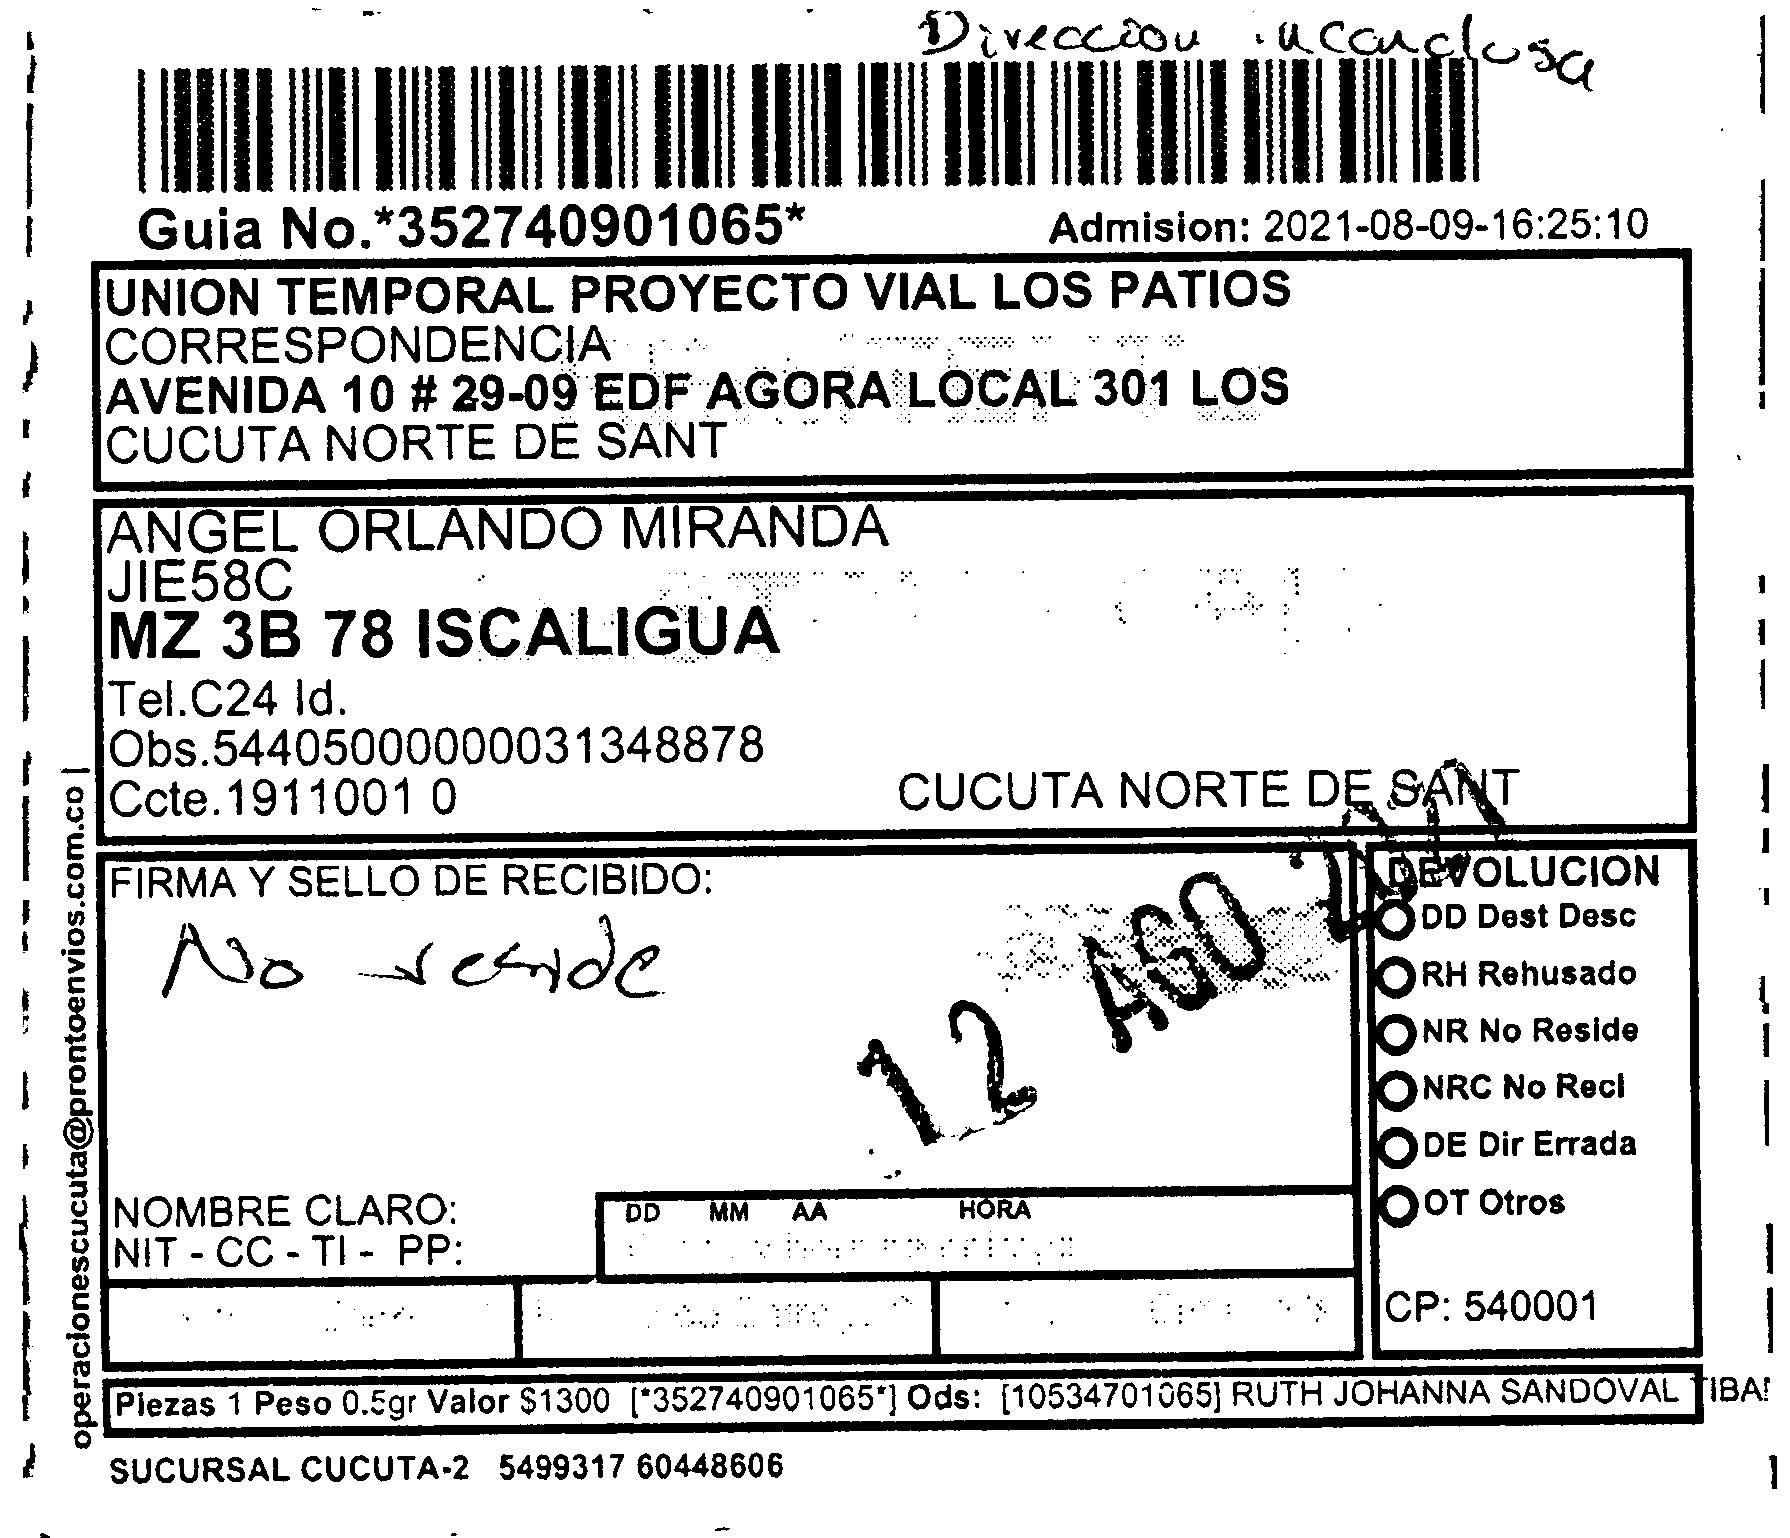 Direccion inconclusa
Guia No.*352740901065*
Admision: 2021-08-09-16:25:10
UNION TEMPORAL PROYECTO VIAL LOS PATIOS
CORRESPONDENCIA
AVENIDA 10 # 29-09 EDF AGORA LOCAL 301 LOS
CUCUTA NORTE DE SANT
ANGEL ORLANDO MIRANDA
JIE58C
MZ 3B 78 ISCALIGUA
Tel.C24 Id.
Obs.54405000000031348878
Ccte.1911001 0
CUCUTA NORTE DE SANT
FIRMA Y SELLO DE RECIBIDO:
No reside
12 AGO 2021
DEVOLUCION
DD Dest Desc
RH Rehusado
NR No Reside
NRC No Recl
DE Dir Errada
OT Otros
CP: 540001
NOMBRE CLARO:
NIT - CC - TI - PP:
DD MM AA HORA
Piezas 1 Peso 0.5gr Valor $1300 [*352740901065*] Ods: [10534701065] RUTH JOHANNA SANDOVAL TIBA
SUCURSAL CUCUTA-2 5499317 60448606
operacionescucuta@prontoenvios.com.co |